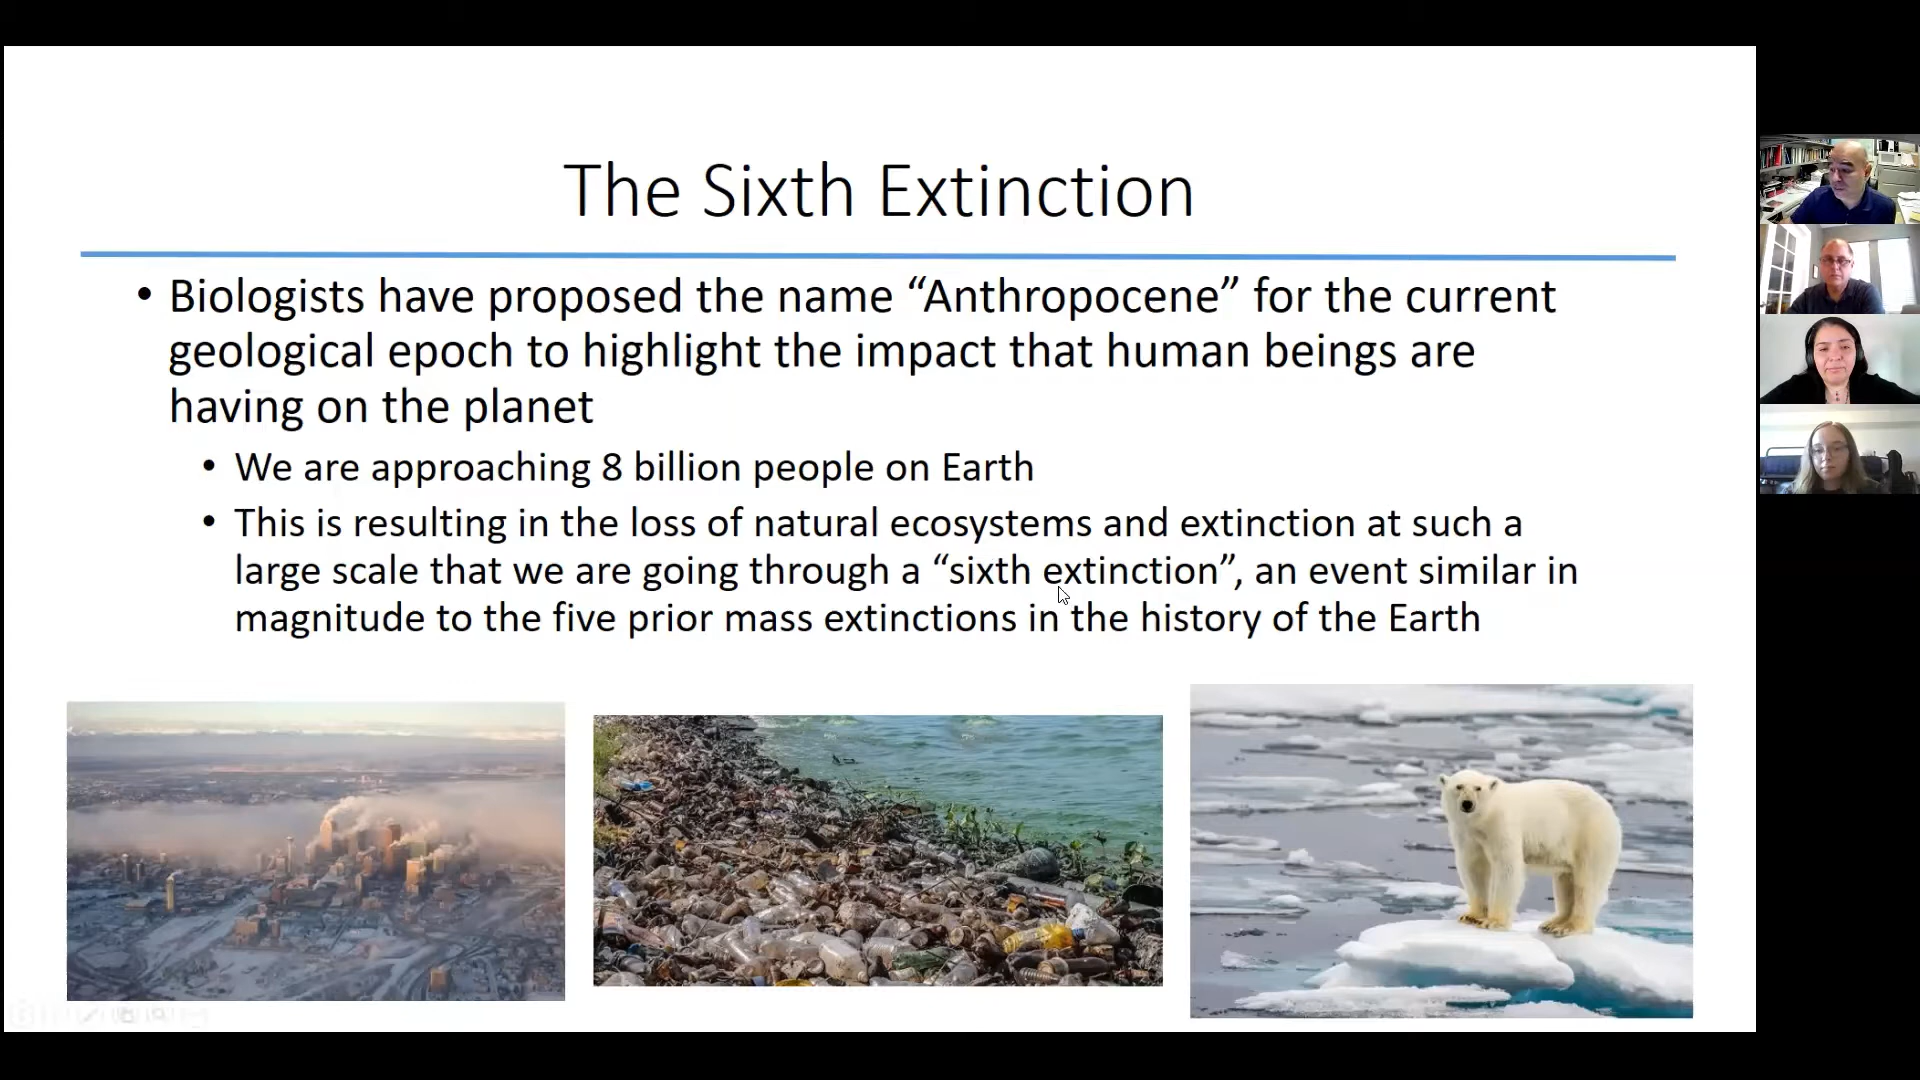 The Sixth Extinction
• Biologists have proposed the name “Anthropocene” for the current
geological epoch to highlight the impact that human beings are
having on the planet
• We are approaching 8 billion people on Earth
• This is resulting in the loss of natural ecosystems and extinction at such a
large scale that we are going through a “sixth extinction”, an event similar in
magnitude to the five prior mass extinctions in the history of the Earth